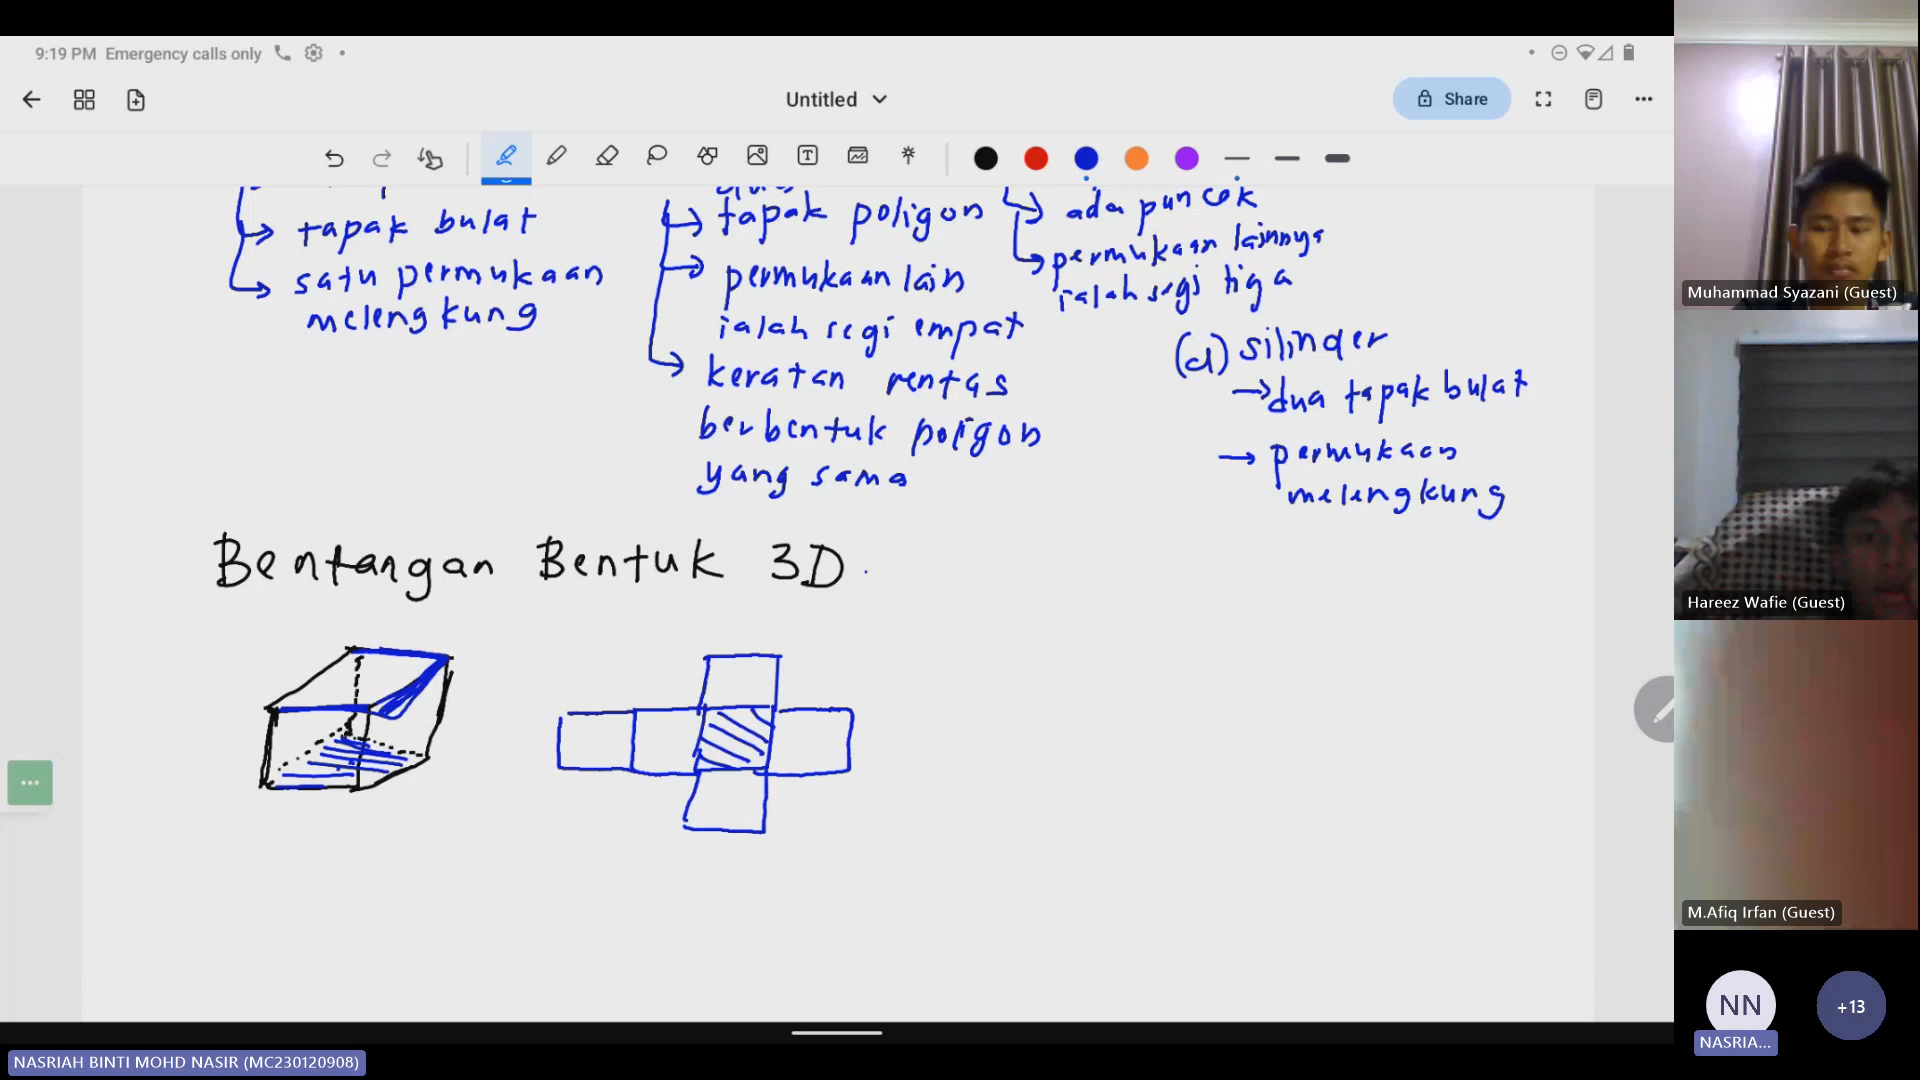 9:19 PM Emergency calls only
Untitled
Share
tapak bulat
satu permukaan
melengkung
tapak poligon
permukaan lain
ialah segi empat
keratan rentas
berbentuk poligon
yang sama
ada puncak
permukaan lainnya
ialah segi tiga
(d) silinder
dua tapak bulat
permukaan
melengkung
Bentangan Bentuk 3D
Muhammad Syazani (Guest)
Hareez Wafie (Guest)
M.Afiq Irfan (Guest)
NN
+13
NASRIA...
NASRIAH BINTI MOHD NASIR (MC230120908)